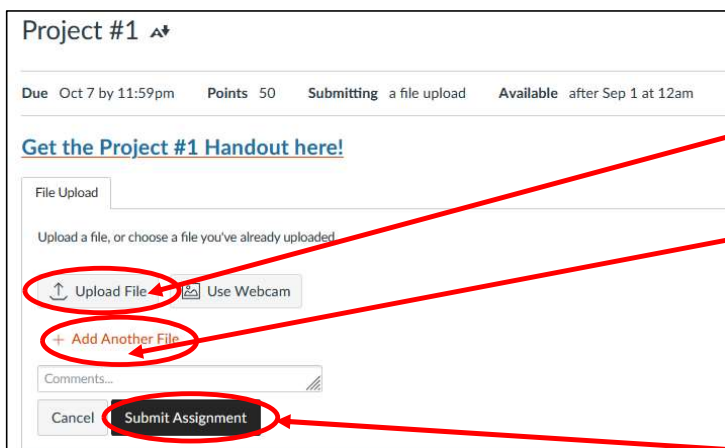 Project #1
Due Oct 7 by 11:59pm Points 50 Submitting a file upload Available after Sep 1 at 12am
Get the Project #1 Handout here!
File Upload
Upload a file, or choose a file you've already uploaded.
Upload File Use Webcam
+ Add Another File
Comments...
Cancel Submit Assignment